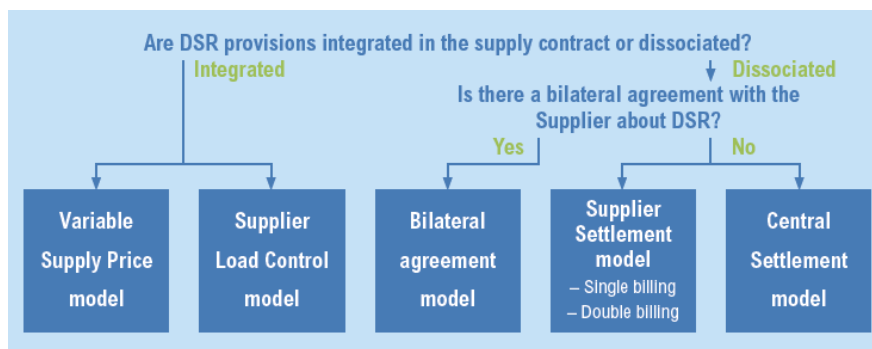 Are DSR provisions integrated in the supply contract or dissociated?
Integrated
Dissociated
Is there a bilateral agreement with the
Supplier about DSR?
Yes
No
Variable
Supply Price
model
Supplier
Load Control
model
Bilateral
agreement
model
Supplier
Settlement
model
– Single billing
– Double billing
Central
Settlement
model